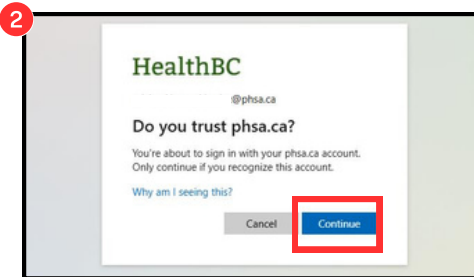 2
HealthBC
@phsa.ca
Do you trust phsa.ca?
You're about to sign in with your phsa.ca account.
Only continue if you recognize this account.
Why am I seeing this?
Cancel Continue